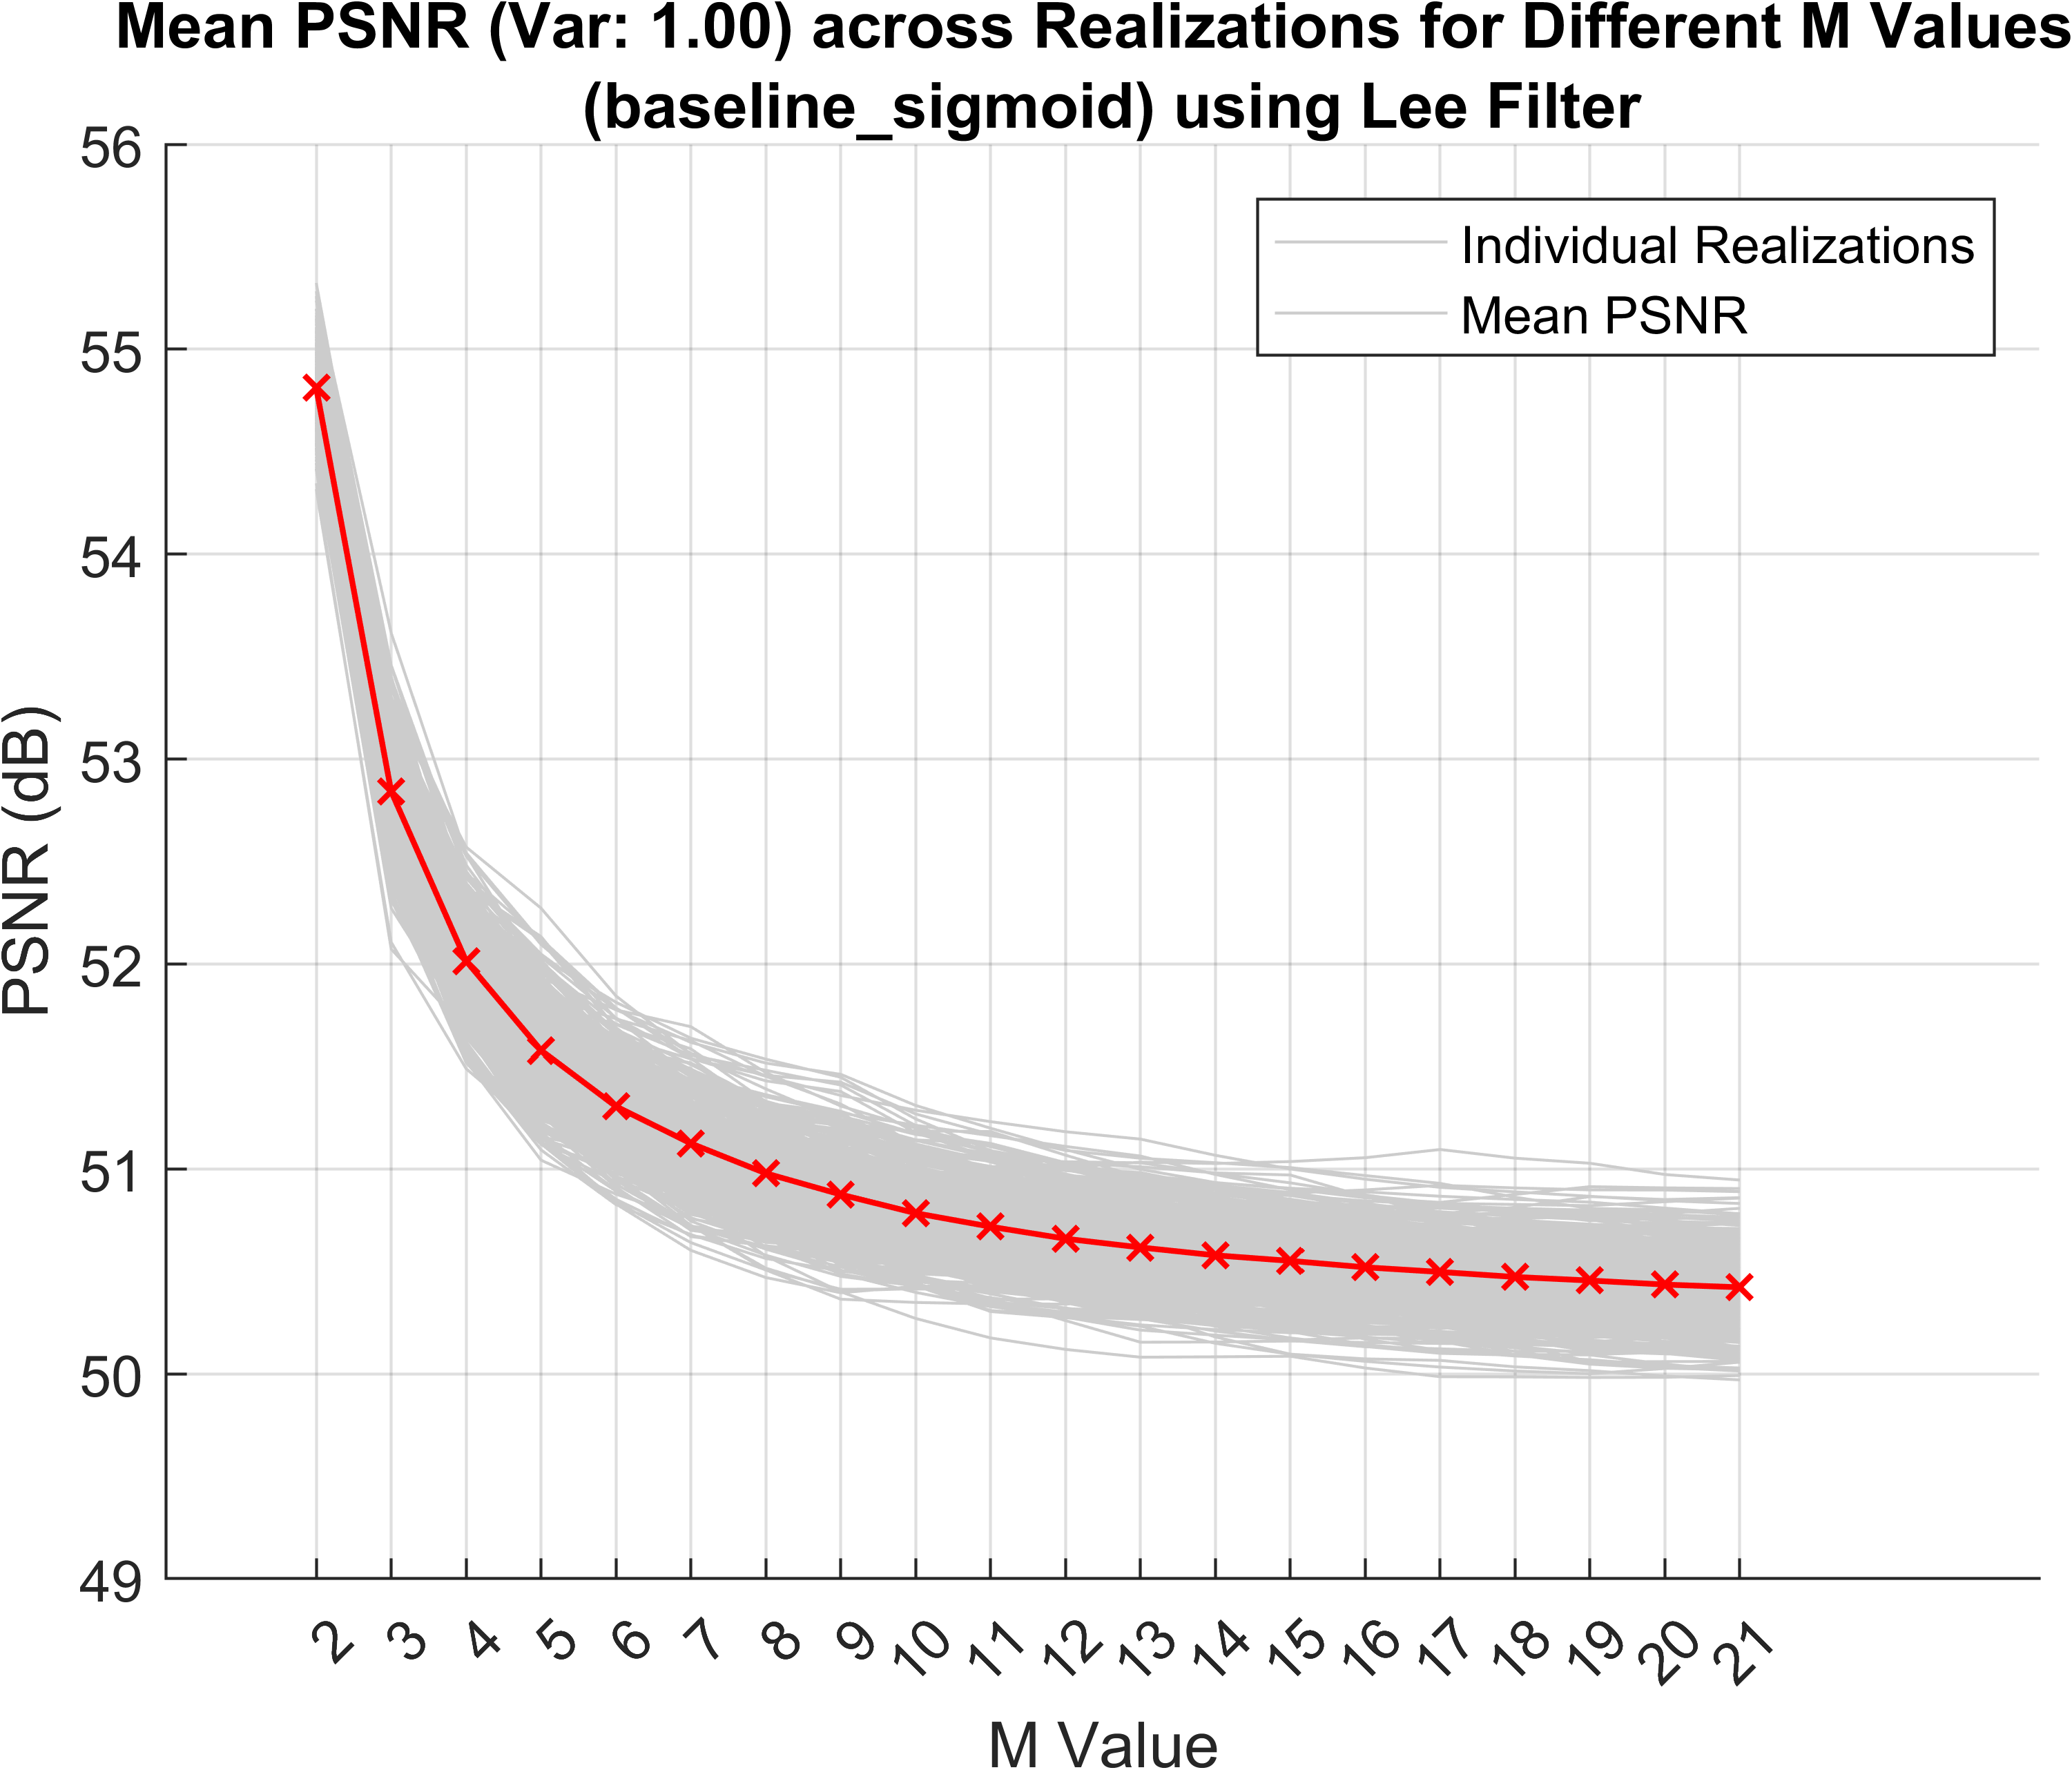 Mean PSNR (Var: 1.00) across Realizations for Different M Values
(baseline_sigmoid) using Lee Filter
56
55
54
53
52
51
50
49
PSNR (dB)
Individual Realizations
Mean PSNR
2 3 4 5 6 7 8 9 10 11 12 13 14 15 16 17 18 19 20 21
M Value